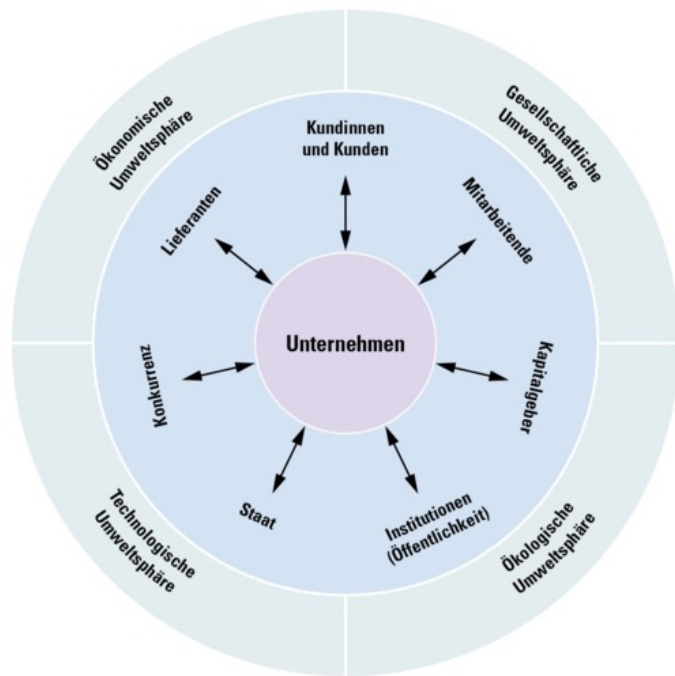 Ökonomische
Umweltsphäre
Gesellschaftliche
Umweltsphäre
Kundinnen
und Kunden
Lieferanten
Mitarbeitende
Unternehmen
Konkurrenz
Kapitalgeber
Staat
Institutionen
(Öffentlichkeit)
Technologische
Umweltsphäre
Ökologische
Umweltsphäre